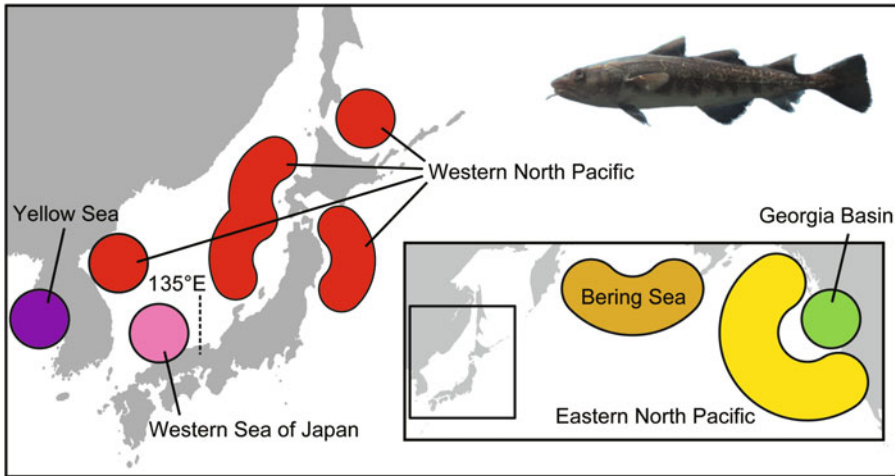 Western North Pacific
Yellow Sea
Georgia Basin
135°E
Bering Sea
Western Sea of Japan
Eastern North Pacific